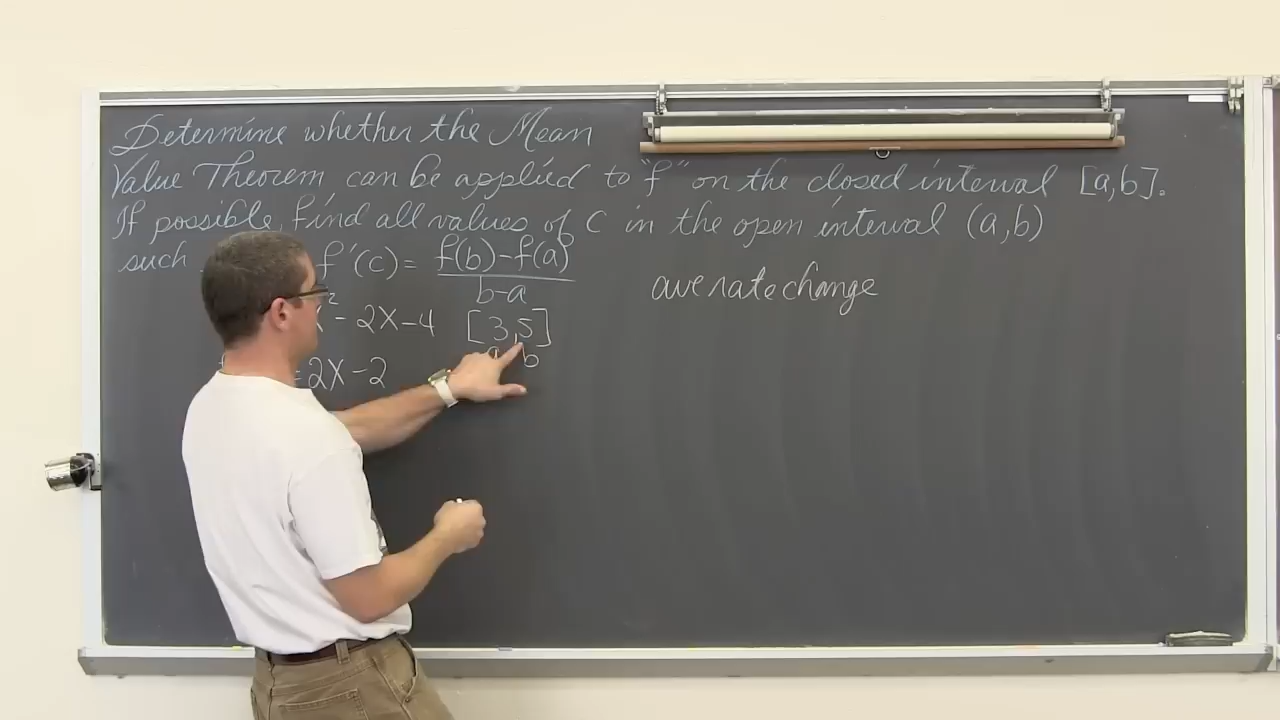 Determine whether the Mean
Value Theorem can be applied to "f" on the closed interval [a,b].
If possible, find all values of c in the open interval (a,b)
such f'(c) = f(b)-f(a)
b-a
ave rate change
x² - 2x - 4 [3,5]
a b
= 2x - 2